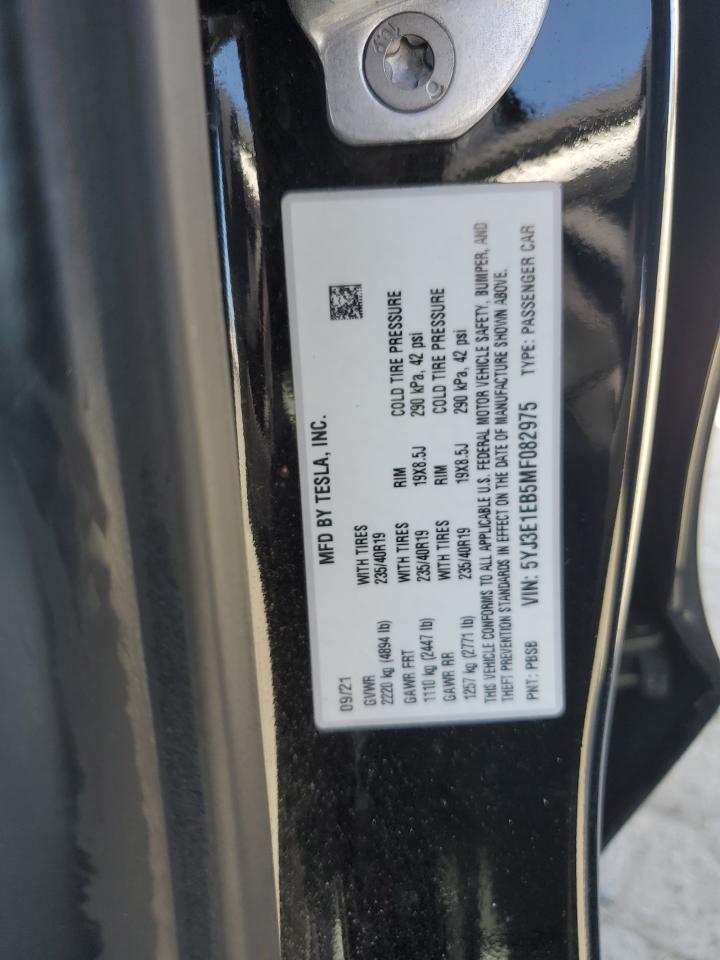 MFD BY TESLA, INC.
09/21
GVWR WITH TIRES
2220 kg (4894 lb) 235/40R19
GAWR FRT WITH TIRES RIM COLD TIRE PRESSURE
1110 kg (2447 lb) 235/40R19 19X8.5J 290 kPa, 42 psi
GAWR RR WITH TIRES RIM COLD TIRE PRESSURE
1257 kg (2771 lb) 235/40R19 19X8.5J 290 kPa, 42 psi
THIS VEHICLE CONFORMS TO ALL APPLICABLE U.S. FEDERAL MOTOR VEHICLE SAFETY, BUMPER, AND
THEFT PREVENTION STANDARDS IN EFFECT ON THE DATE OF MANUFACTURE SHOWN ABOVE.
PNT: PBSB VIN: 5YJ3E1EB5MF082975 TYPE: PASSENGER CAR